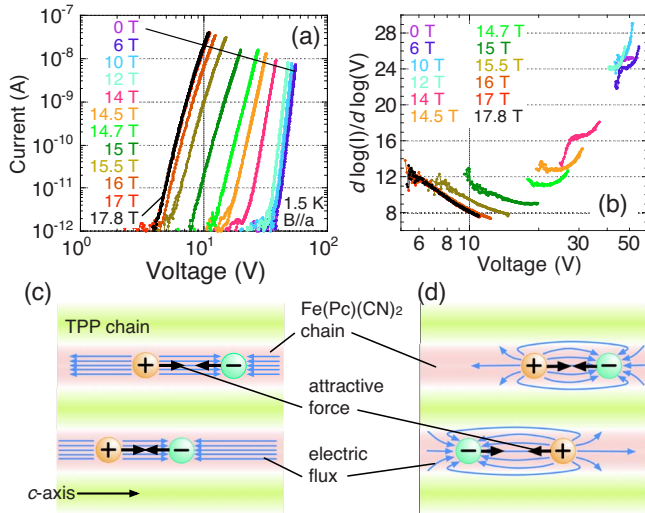 (a)
10⁻⁷
10⁻⁸
10⁻⁹
10⁻¹⁰
10⁻¹¹
10⁻¹²
Current (A)
0 T
6 T
10 T
12 T
14 T
14.5 T
14.7 T
15 T
15.5 T
16 T
17 T
17.8 T
1.5 K
B//a
10⁰
10¹
10²
Voltage (V)
(b)
28
24
20
16
12
8
d log(I)/d log(V)
0 T
6 T
10 T
12 T
14 T
14.5 T
14.7 T
15 T
15.5 T
16 T
17 T
17.8 T
6
8
10
30
50
Voltage (V)
(c)
Fe(Pc)(CN)₂
chain
(d)
TPP chain
+
−
+
−
attractive
force
+
−
−
+
electric
flux
c-axis